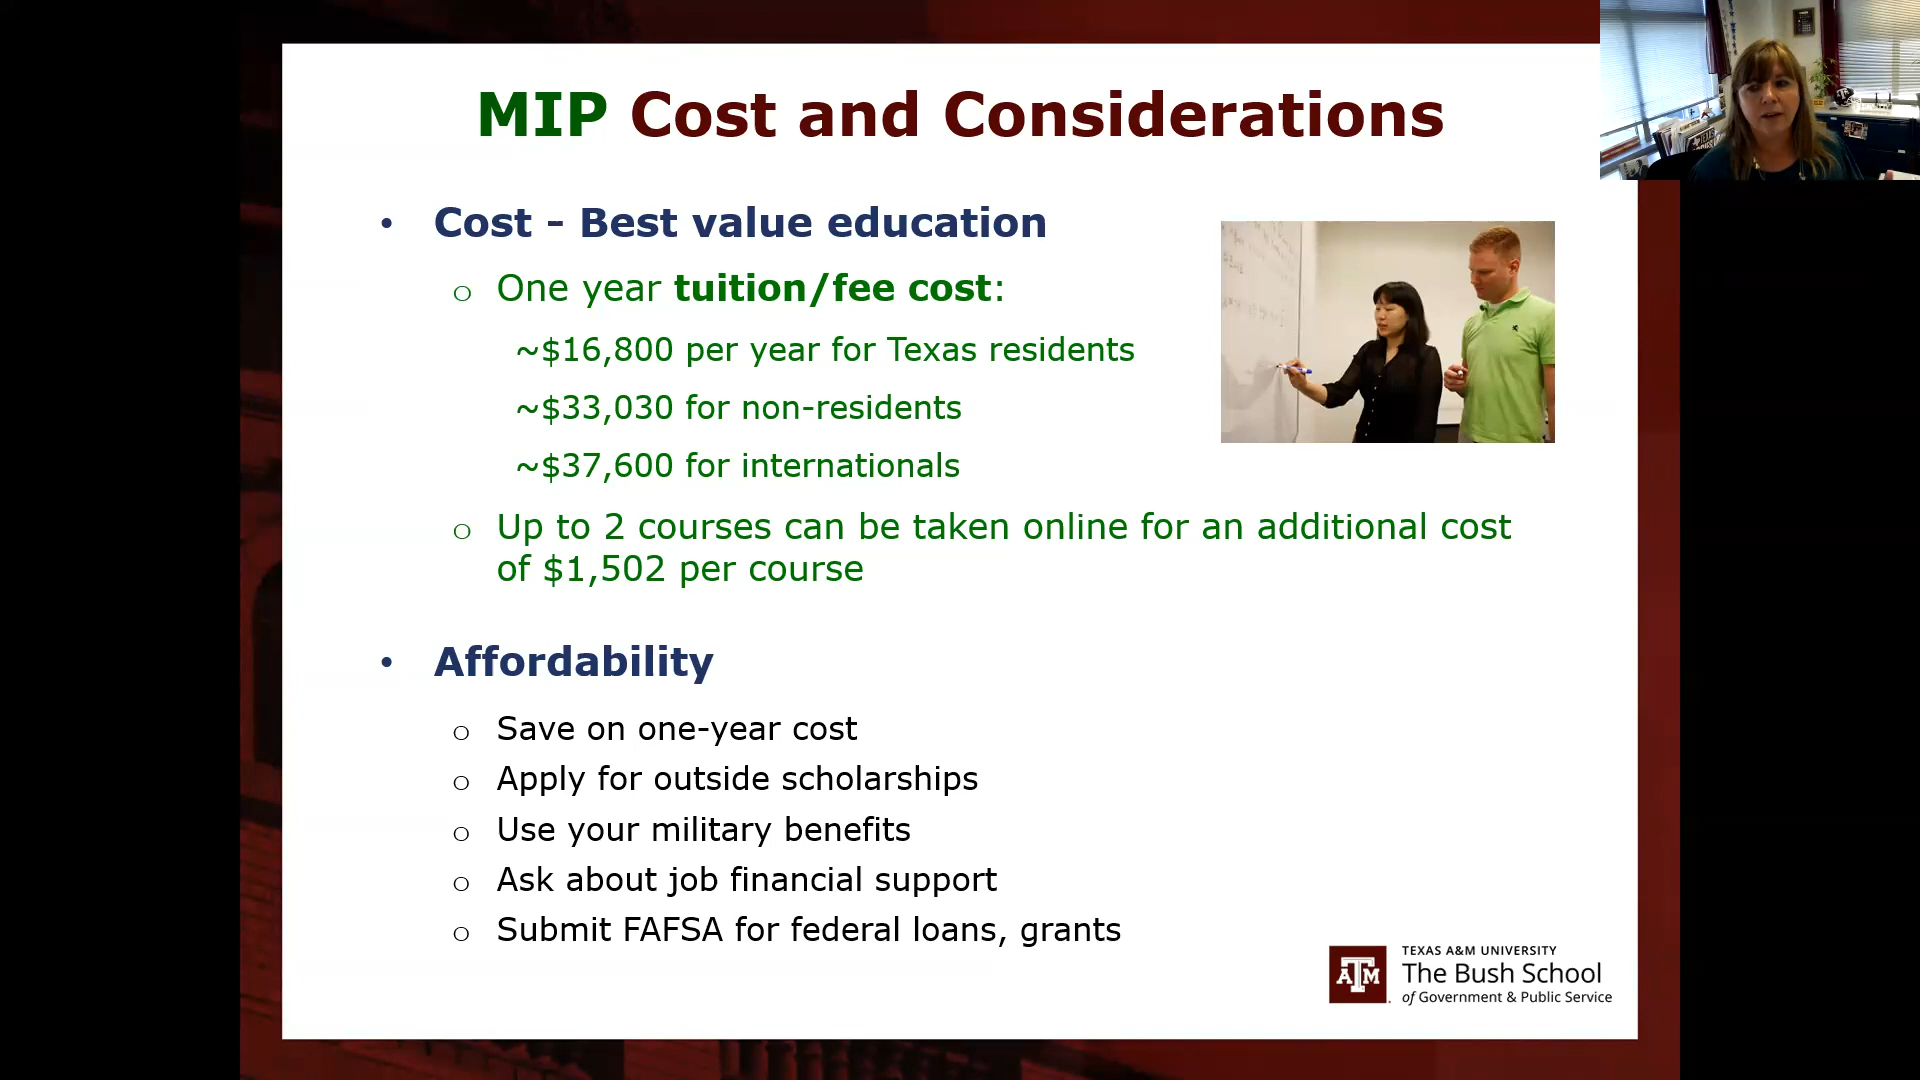 MIP Cost and Considerations
• Cost - Best value education
o One year tuition/fee cost:
~$16,800 per year for Texas residents
~$33,030 for non-residents
~$37,600 for internationals
o Up to 2 courses can be taken online for an additional cost
of $1,502 per course
• Affordability
o Save on one-year cost
o Apply for outside scholarships
o Use your military benefits
o Ask about job financial support
o Submit FAFSA for federal loans, grants
ATM
TEXAS A&M UNIVERSITY
The Bush School
of Government & Public Service